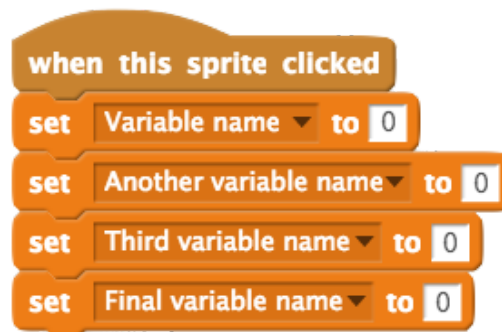 when this sprite clicked
set Variable name to 0
set Another variable name to 0
set Third variable name to 0
set Final variable name to 0